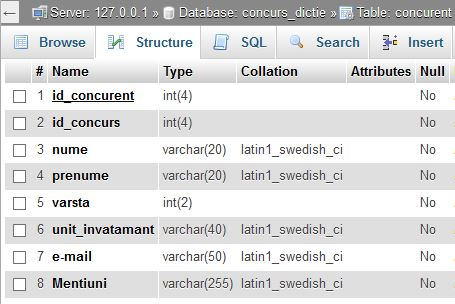 Server: 127.0.0.1 » Database: concurs_dictie » Table: concurent
Browse Structure SQL Search Insert
# Name Type Collation Attributes Null
1 id_concurent int(4) No
2 id_concurs int(4) No
3 nume varchar(20) latin1_swedish_ci No
4 prenume varchar(20) latin1_swedish_ci No
5 varsta int(2) No
6 unit_invatamant varchar(40) latin1_swedish_ci No
7 e-mail varchar(50) latin1_swedish_ci No
8 Mentiuni varchar(255) latin1_swedish_ci No